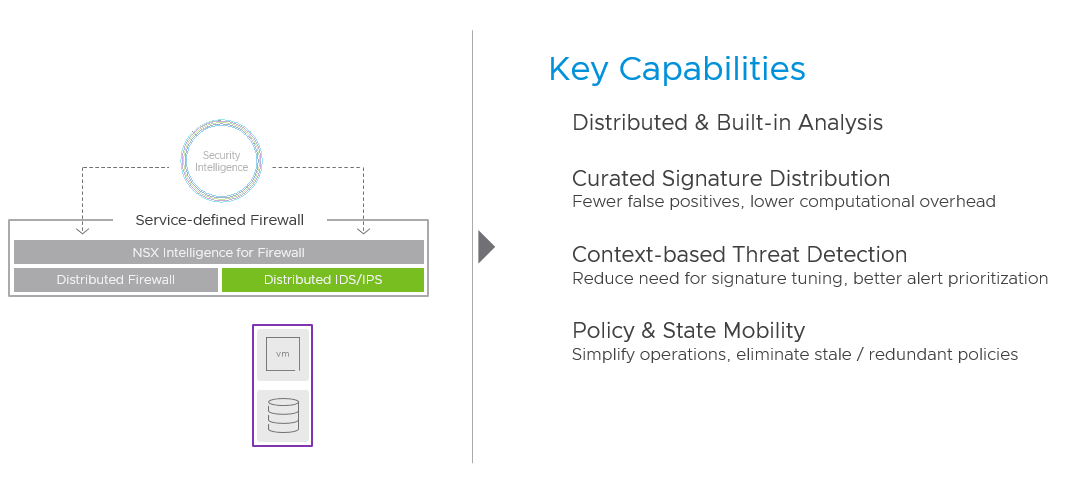 Security
Intelligence
Service-defined Firewall
NSX Intelligence for Firewall
Distributed Firewall
Distributed IDS/IPS
vm
Key Capabilities
Distributed & Built-in Analysis
Curated Signature Distribution
Fewer false positives, lower computational overhead
Context-based Threat Detection
Reduce need for signature tuning, better alert prioritization
Policy & State Mobility
Simplify operations, eliminate stale / redundant policies